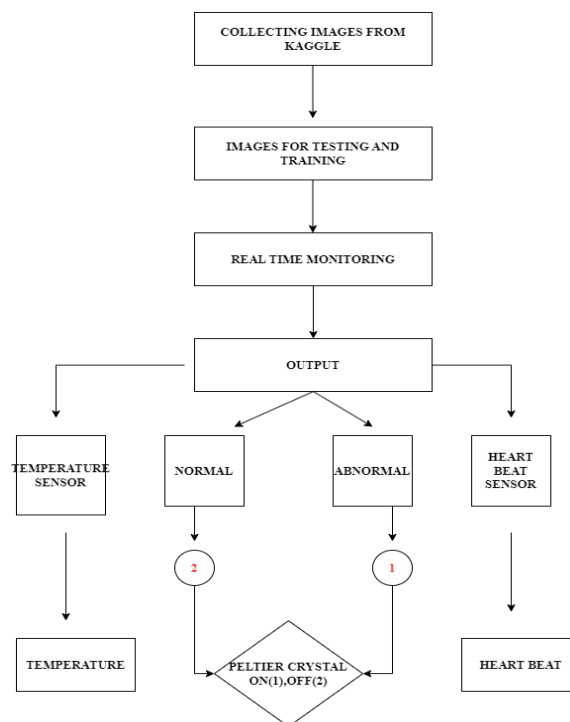 COLLECTING IMAGES FROM
KAGGLE
IMAGES FOR TESTING AND
TRAINING
REAL TIME MONITORING
OUTPUT
TEMPERATURE
SENSOR
NORMAL
ABNORMAL
HEART
BEAT
SENSOR
2
1
TEMPERATURE
PELTIER CRYSTAL
ON(1),OFF(2)
HEART BEAT